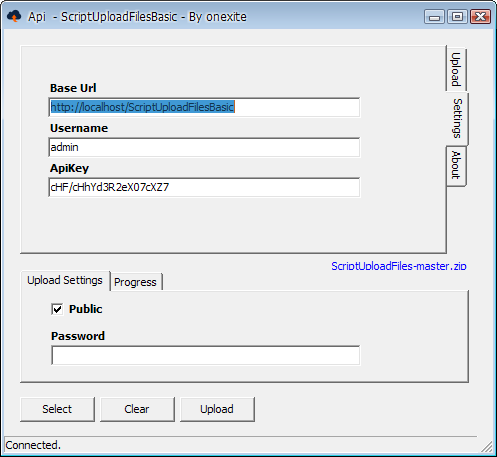 Api - ScriptUploadFilesBasic - By onexite
Upload
Settings
About
Base Url
http://localhost/ScriptUploadFilesBasic
Username
admin
ApiKey
cHF/cHhYd3R2eX07cXZ7
ScriptUploadFiles-master.zip
Upload Settings
Progress
Public
Password
Select
Clear
Upload
Connected.